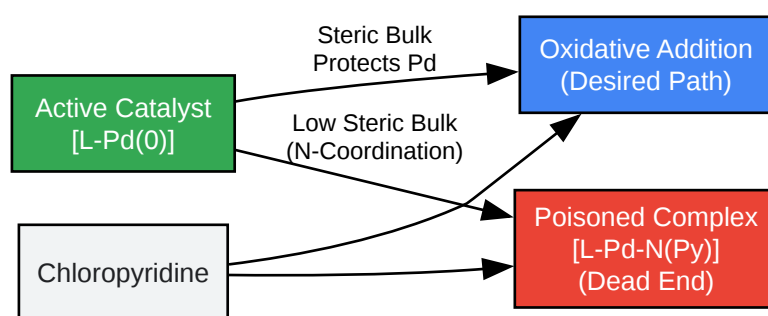 Steric Bulk
Protects Pd
Oxidative Addition
(Desired Path)
Active Catalyst
[L-Pd(0)]
Low Steric Bulk
(N-Coordination)
Poisoned Complex
[L-Pd-N(Py)]
(Dead End)
Chloropyridine